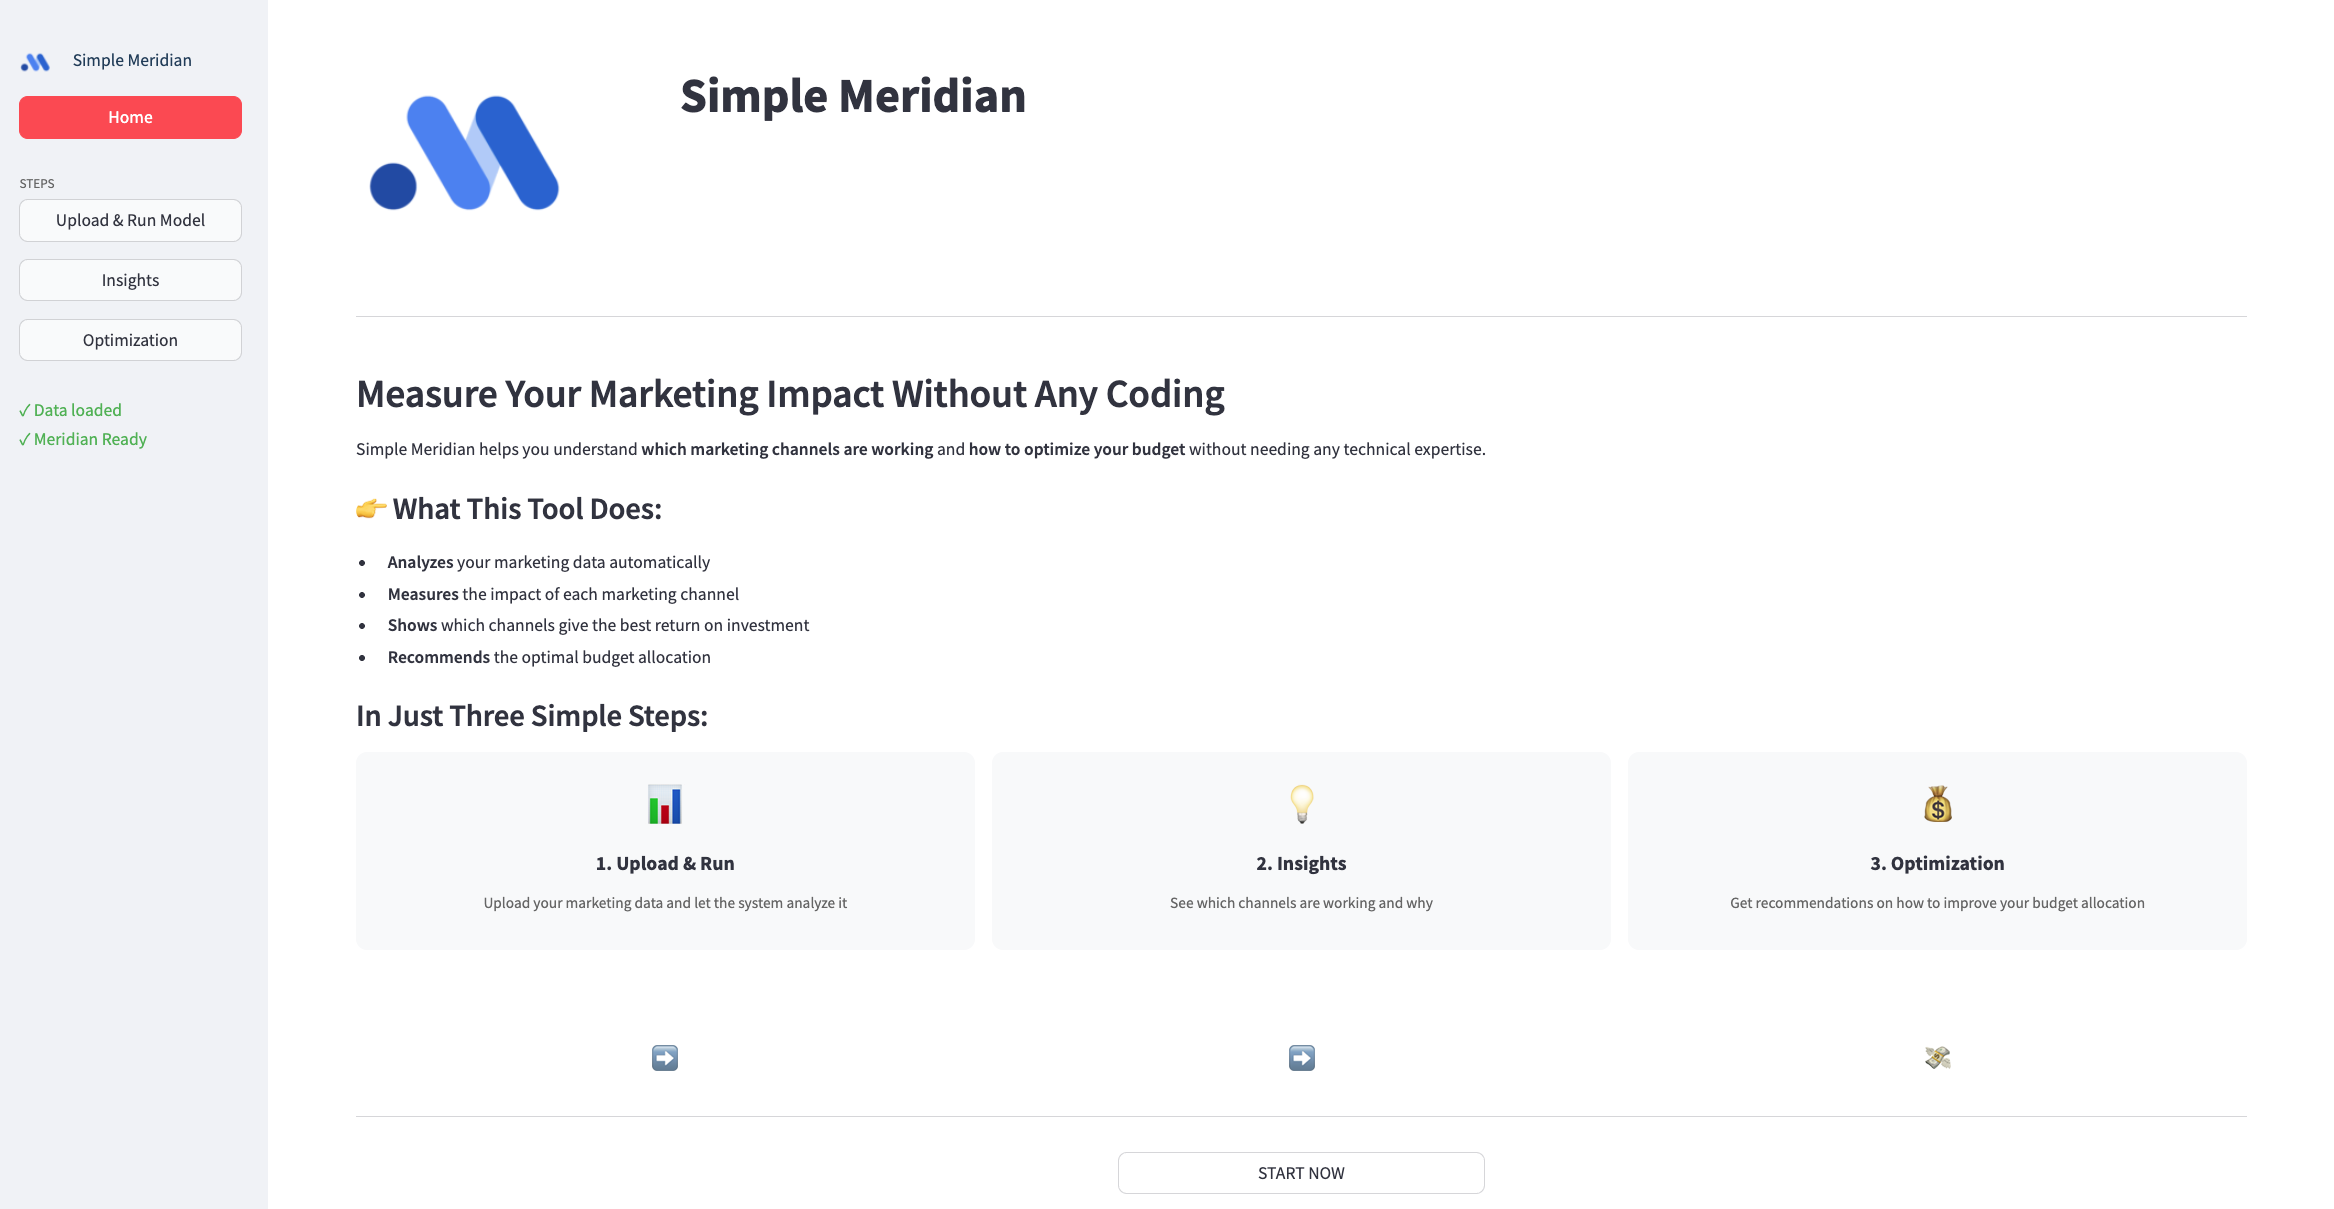 Simple Meridian
Home
STEPS
Upload & Run Model
Insights
Optimization
✓ Data loaded
✓ Meridian Ready
Simple Meridian
Measure Your Marketing Impact Without Any Coding
Simple Meridian helps you understand which marketing channels are working and how to optimize your budget without needing any technical expertise.
👉 What This Tool Does:
• Analyzes your marketing data automatically
• Measures the impact of each marketing channel
• Shows which channels give the best return on investment
• Recommends the optimal budget allocation
In Just Three Simple Steps:
1. Upload & Run
Upload your marketing data and let the system analyze it
2. Insights
See which channels are working and why
3. Optimization
Get recommendations on how to improve your budget allocation
START NOW